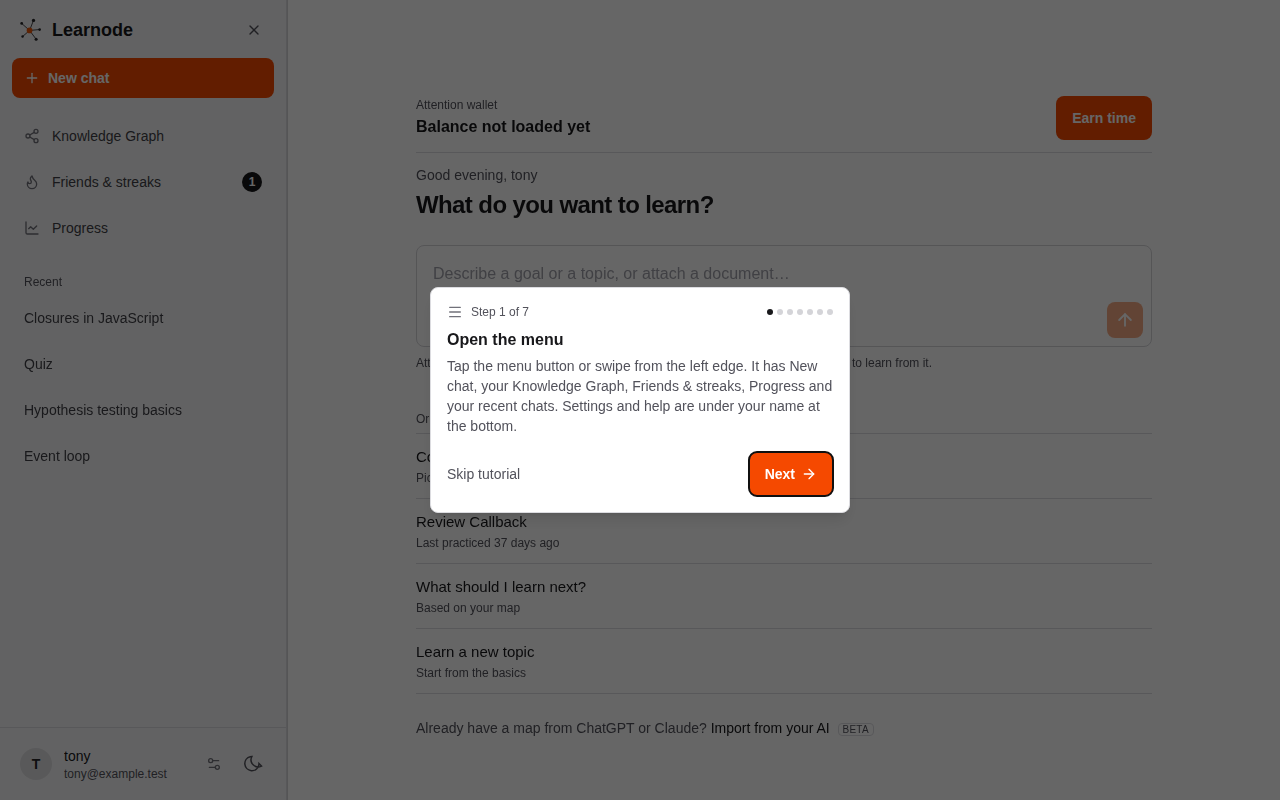 Learnode
New chat
Knowledge Graph
Friends & streaks
1
Progress
Recent
Closures in JavaScript
Quiz
Hypothesis testing basics
Event loop
T
tony
tony@example.test
Attention wallet
Balance not loaded yet
Earn time
Good evening, tony
What do you want to learn?
Describe a goal or a topic, or attach a document…
to learn from it.
Step 1 of 7
Open the menu
Tap the menu button or swipe from the left edge. It has New
chat, your Knowledge Graph, Friends & streaks, Progress and
your recent chats. Settings and help are under your name at
the bottom.
Skip tutorial
Next
Review Callback
Last practiced 37 days ago
What should I learn next?
Based on your map
Learn a new topic
Start from the basics
Already have a map from ChatGPT or Claude? Import from your AI BETA